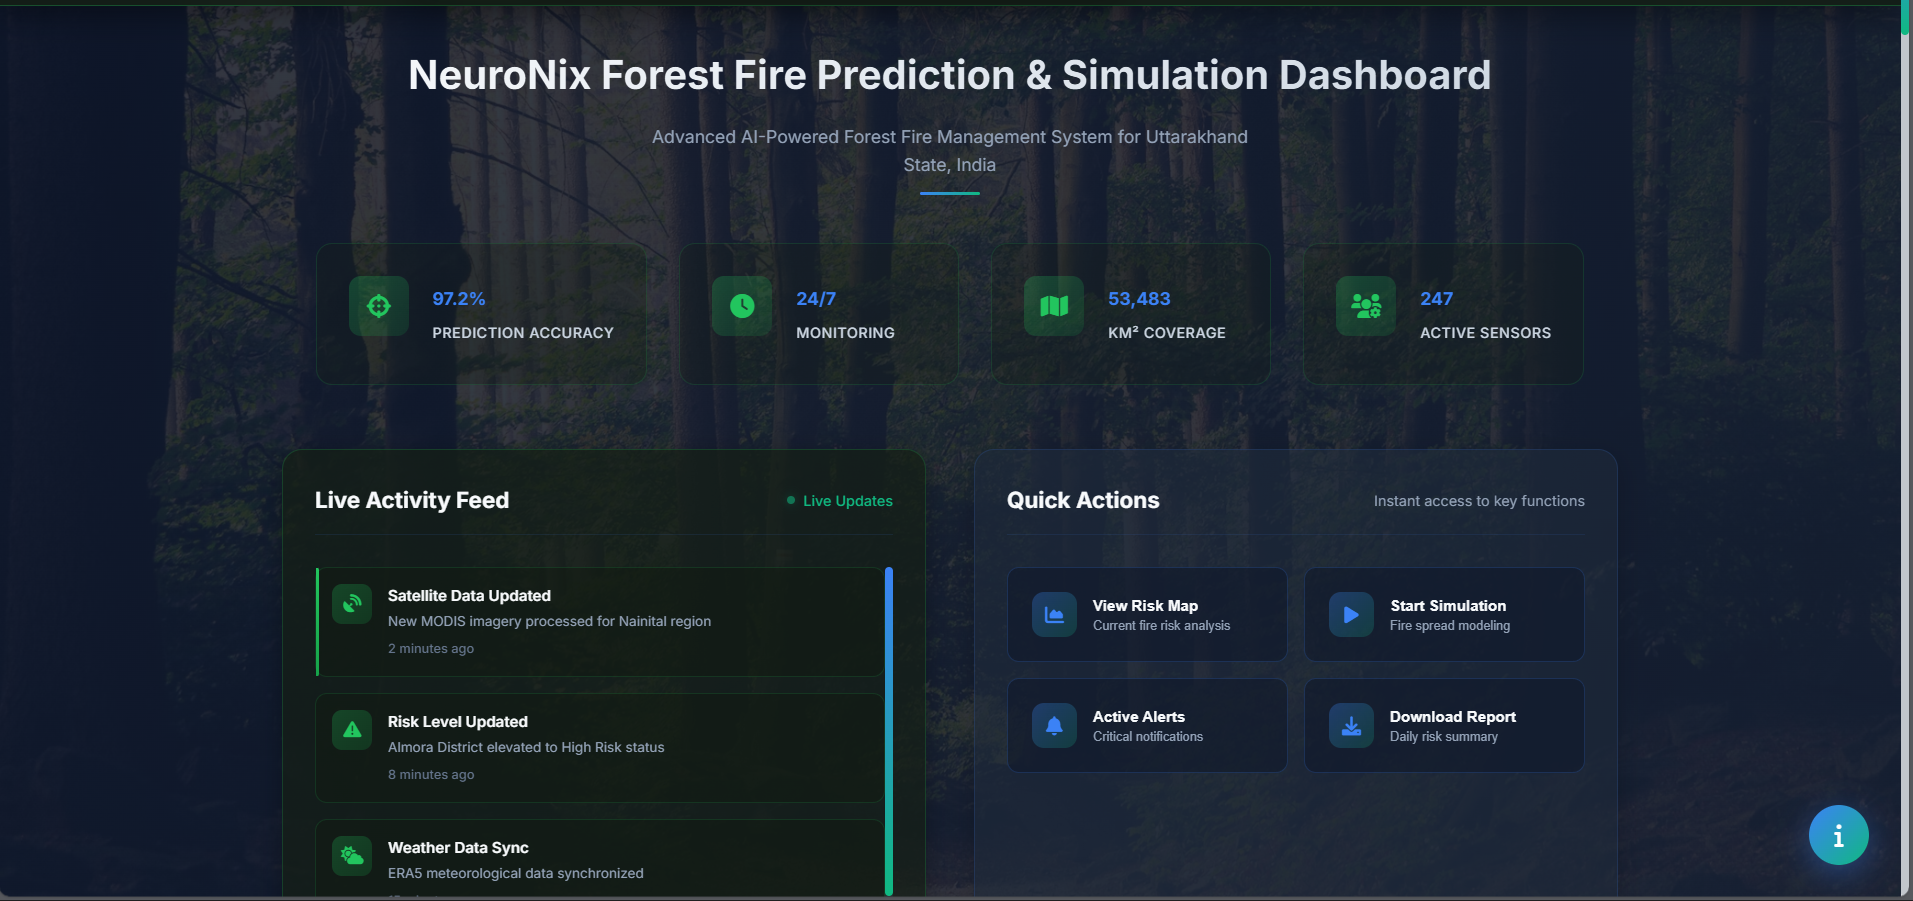 NeuroNix Forest Fire Prediction & Simulation Dashboard
Advanced AI-Powered Forest Fire Management System for Uttarakhand
State, India
97.2%
PREDICTION ACCURACY
24/7
MONITORING
53,483
KM² COVERAGE
247
ACTIVE SENSORS
Live Activity Feed
Live Updates
Satellite Data Updated
New MODIS imagery processed for Nainital region
2 minutes ago
Risk Level Updated
Almora District elevated to High Risk status
8 minutes ago
Weather Data Sync
ERA5 meteorological data synchronized
Quick Actions
Instant access to key functions
View Risk Map
Current fire risk analysis
Start Simulation
Fire spread modeling
Active Alerts
Critical notifications
Download Report
Daily risk summary